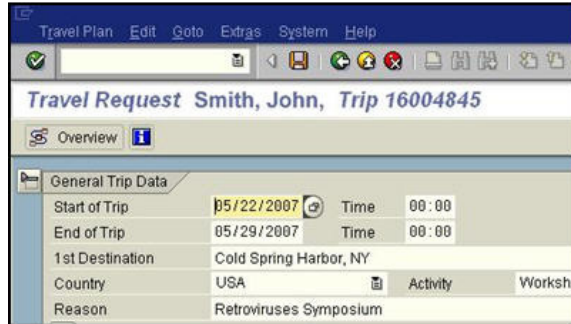 Travel Plan Edit Goto Extras System Help
Travel Request Smith, John, Trip 16004845
Overview
General Trip Data
Start of Trip 05/22/2007 Time 00:00
End of Trip 05/29/2007 Time 00:00
1st Destination Cold Spring Harbor, NY
Country USA Activity Worksh
Reason Retroviruses Symposium